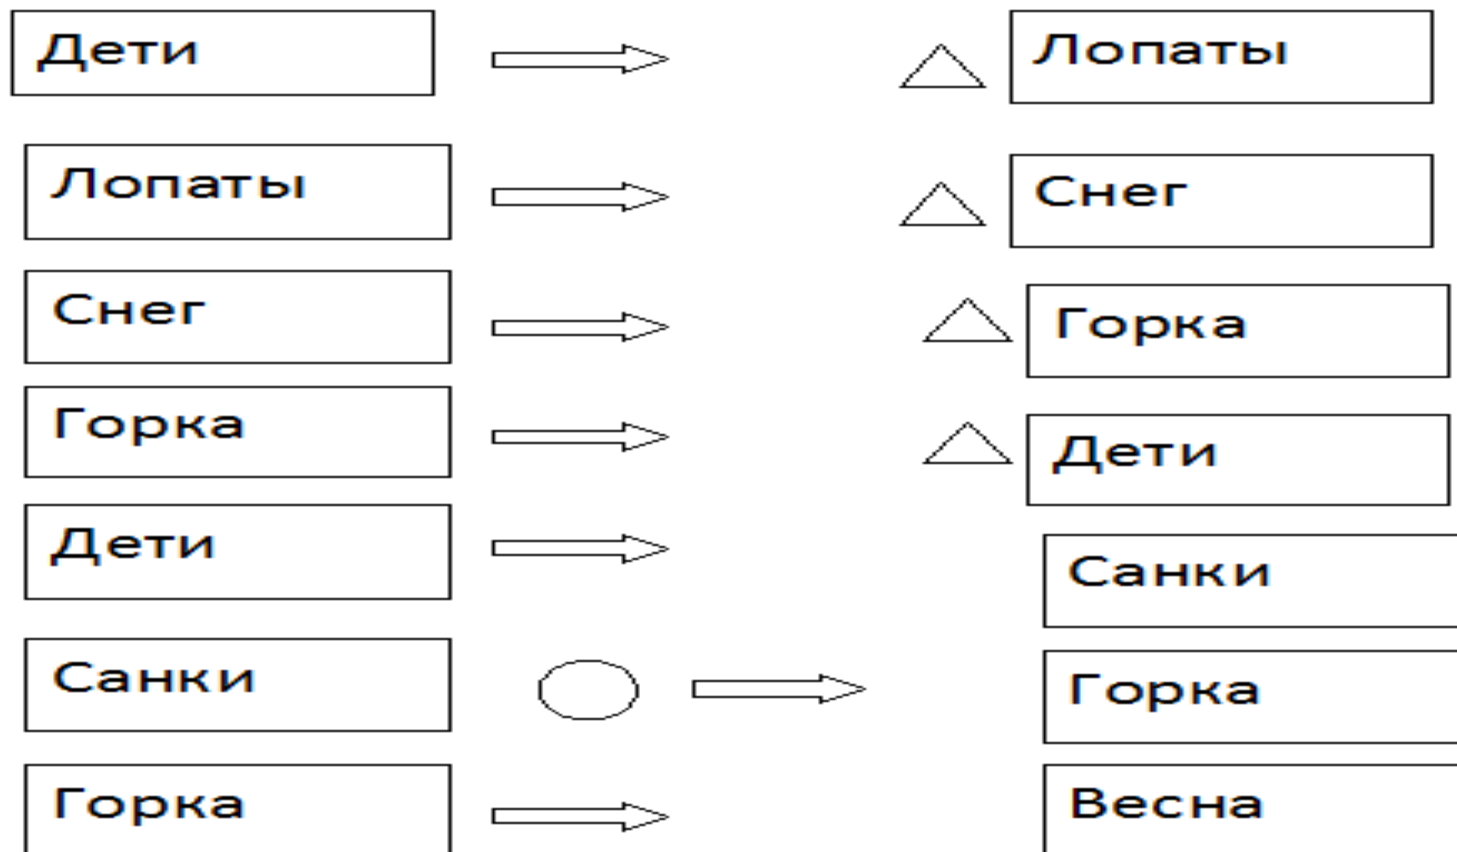 Дети
Лопаты
Лопаты
Снег
Снег
Горка
Горка
Дети
Дети
Санки
Санки
Горка
Горка
Весна